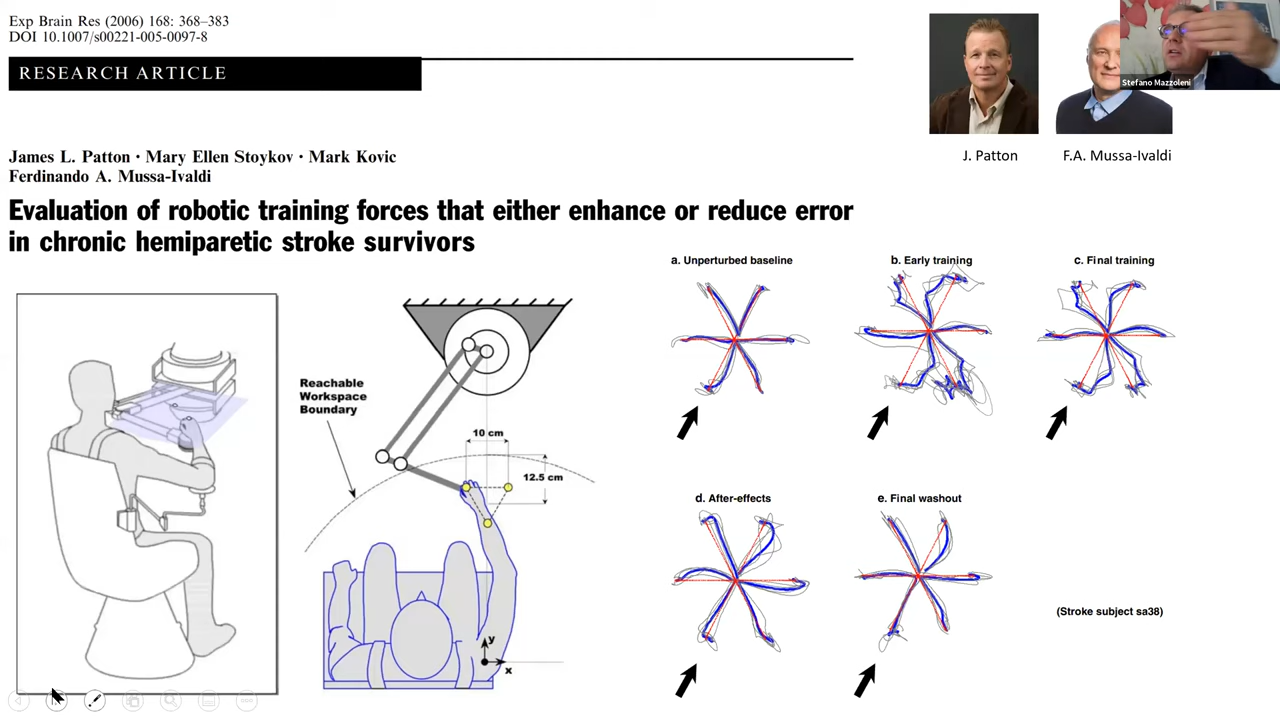 Exp Brain Res (2006) 168: 368–383
DOI 10.1007/s00221-005-0097-8
RESEARCH ARTICLE
James L. Patton · Mary Ellen Stoykov · Mark Kovic
Ferdinando A. Mussa-Ivaldi
Evaluation of robotic training forces that either enhance or reduce error
in chronic hemiparetic stroke survivors
Stefano Mazzoleni
J. Patton
F.A. Mussa-Ivaldi
Reachable
Workspace
Boundary
10 cm
12.5 cm
y
x
a. Unperturbed baseline
b. Early training
c. Final training
d. After-effects
e. Final washout
(Stroke subject sa38)